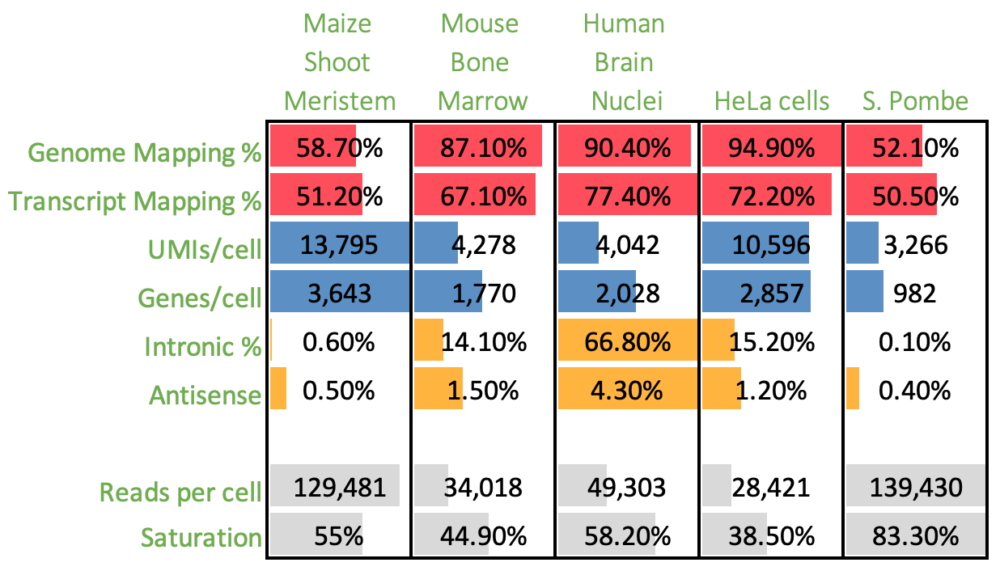 Maize Mouse Human
Shoot Bone Brain
Meristem Marrow Nuclei HeLa cells S. Pombe
Genome Mapping % 58.70% 87.10% 90.40% 94.90% 52.10%
Transcript Mapping % 51.20% 67.10% 77.40% 72.20% 50.50%
UMIs/cell 13,795 4,278 4,042 10,596 3,266
Genes/cell 3,643 1,770 2,028 2,857 982
Intronic % 0.60% 14.10% 66.80% 15.20% 0.10%
Antisense 0.50% 1.50% 4.30% 1.20% 0.40%
Reads per cell 129,481 34,018 49,303 28,421 139,430
Saturation 55% 44.90% 58.20% 38.50% 83.30%